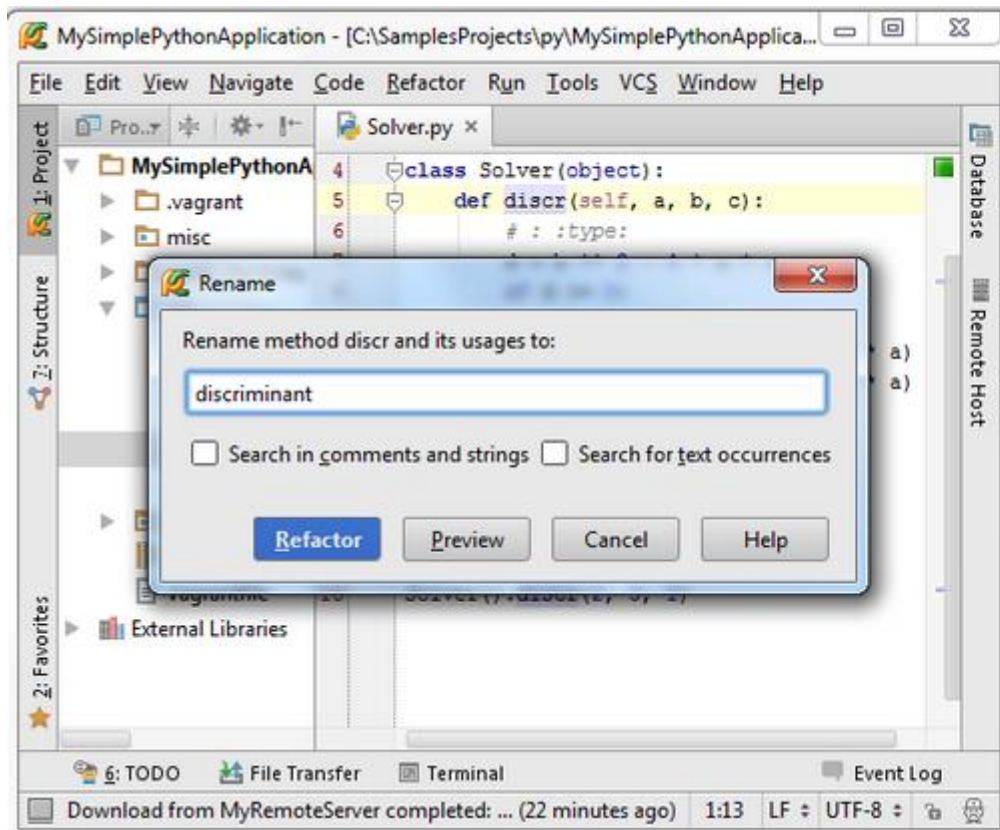 MySimplePythonApplication - [C:\SamplesProjects\py\MySimplePythonApplica...
File Edit View Navigate Code Refactor Run Tools VCS Window Help
1: Project
7: Structure
2: Favorites
Pro...
MySimplePythonA
.vagrant
misc
External Libraries
Solver.py
4 class Solver(object):
5 def discr(self, a, b, c):
6 # : :type:
a)
a)
Rename
Rename method discr and its usages to:
discriminant
Search in comments and strings Search for text occurrences
Refactor Preview Cancel Help
Database
Remote Host
6: TODO File Transfer Terminal Event Log
Download from MyRemoteServer completed: ... (22 minutes ago) 1:13 LF UTF-8